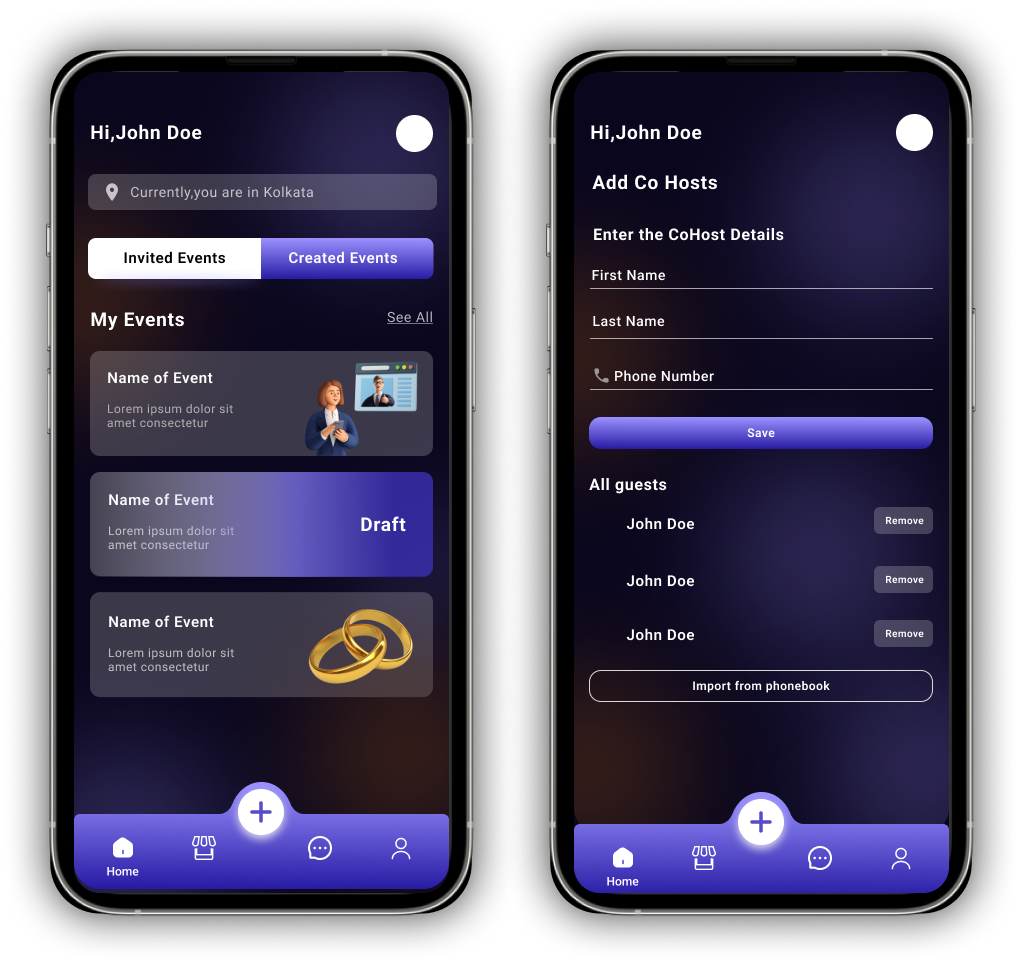 Hi,John Doe
Currently,you are in Kolkata
Invited Events
Created Events
My Events
See All
Name of Event
Lorem ipsum dolor sit
amet consectetur
Name of Event
Lorem ipsum dolor sit
amet consectetur
Draft
Name of Event
Lorem ipsum dolor sit
amet consectetur
Home
Hi,John Doe
Add Co Hosts
Enter the CoHost Details
First Name
Last Name
Phone Number
Save
All guests
John Doe
Remove
John Doe
Remove
John Doe
Remove
Import from phonebook
Home